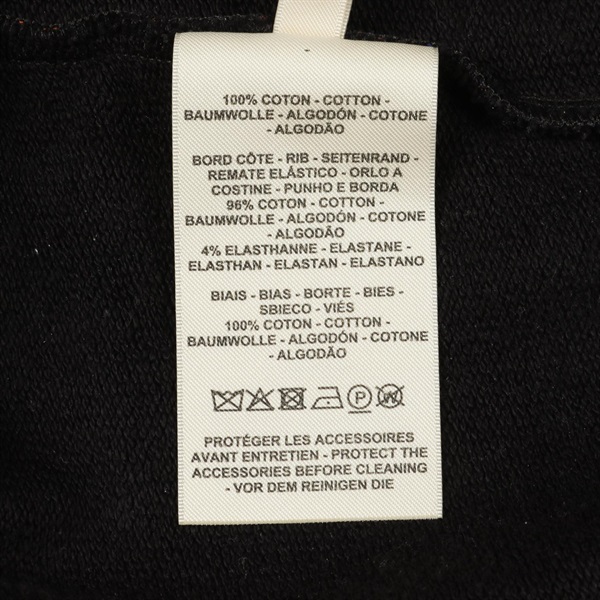 100% COTON - COTTON -
BAUMWOLLE - ALGODÓN - COTONE
- ALGODÃO
BORD CÔTE - RIB - SEITENRAND -
REMATE ELÁSTICO - ORLO A
COSTINE - PUNHO E BORDA
96% COTON - COTTON -
BAUMWOLLE - ALGODÓN - COTONE
- ALGODÃO
4% ELASTHANNE - ELASTANE -
ELASTHAN - ELASTAN - ELASTANO
BIAIS - BIAS - BORTE - BIES -
SBIECO - VIÉS
100% COTON - COTTON -
BAUMWOLLE - ALGODÓN - COTONE
- ALGODÃO
P W
PROTÉGER LES ACCESSOIRES
AVANT ENTRETIEN - PROTECT THE
ACCESSORIES BEFORE CLEANING
- VOR DEM REINIGEN DIE